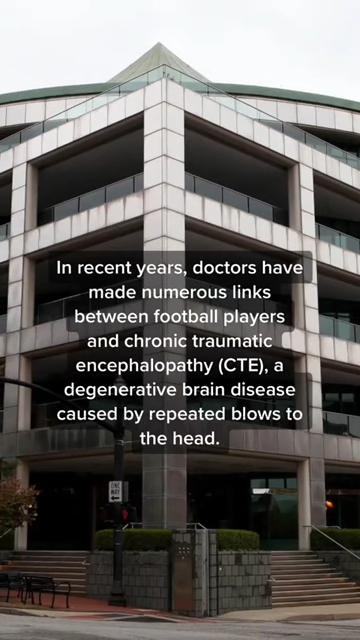 In recent years, doctors have
made numerous links
between football players
and chronic traumatic
encephalopathy (CTE), a
degenerative brain disease
caused by repeated blows to
the head.
ONE
WAY